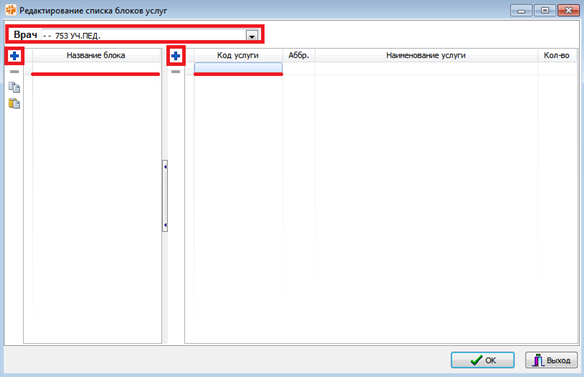 Редактирование списка блоков услуг
Врач - - 753 УЧ.ПЕД.
Название блока
Код услуги Аббр. Наименование услуги Кол-во
OK Выход